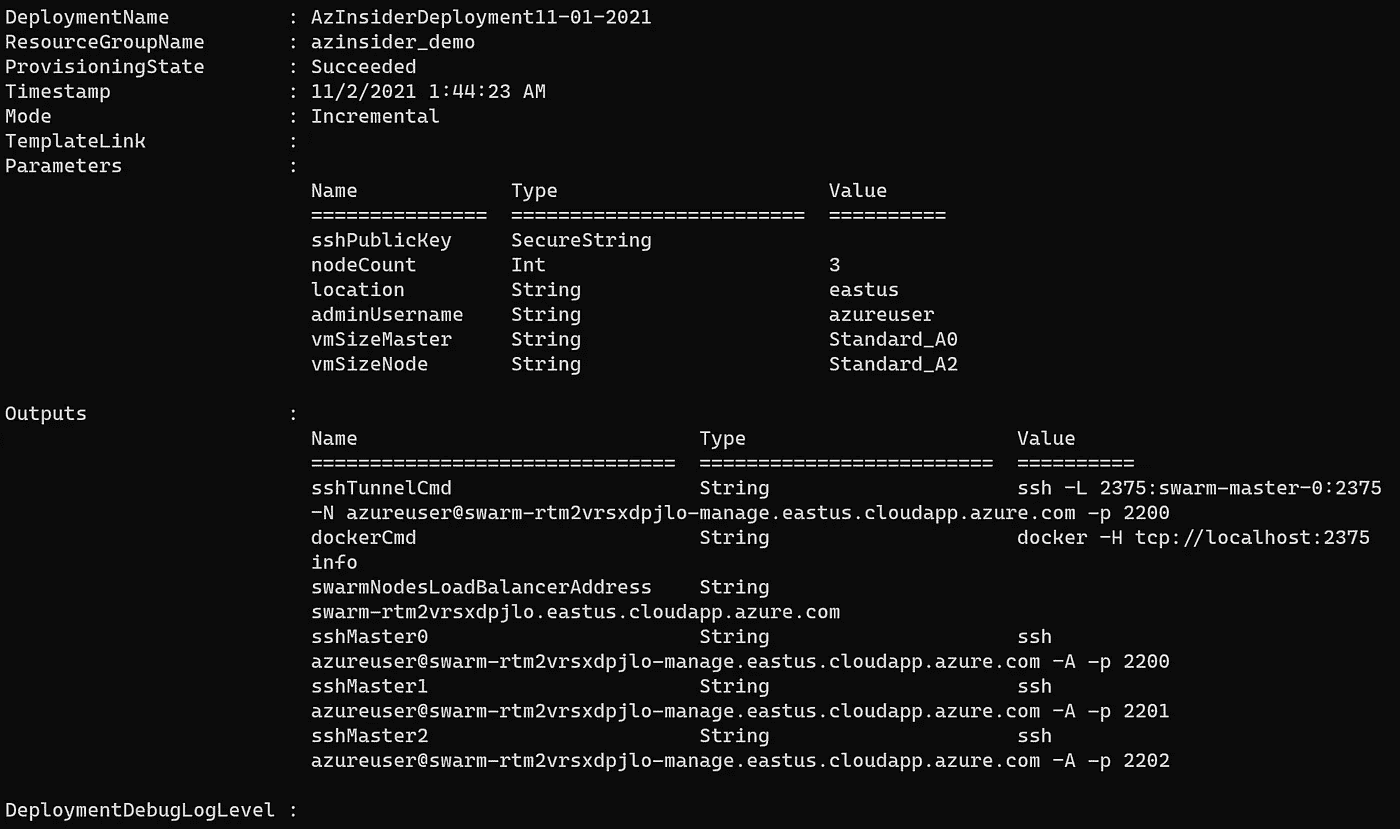 DeploymentName          : AzInsiderDeployment11-01-2021
ResourceGroupName       : azinsider_demo
ProvisioningState       : Succeeded
Timestamp               : 11/2/2021 1:44:23 AM
Mode                    : Incremental
TemplateLink            :
Parameters              :
                          Name             Type                       Value
                          ===============  =========================  ==========
                          sshPublicKey     SecureString
                          nodeCount        Int                        3
                          location         String                     eastus
                          adminUsername    String                     azureuser
                          vmSizeMaster     String                     Standard_A0
                          vmSizeNode       String                     Standard_A2

Outputs                 :
                          Name                             Type                       Value
                          ===============================  =========================  ==========
                          sshTunnelCmd                     String                     ssh -L 2375:swarm-master-0:2375
                          -N azureuser@swarm-rtm2vrsxdpjlo-manage.eastus.cloudapp.azure.com -p 2200
                          dockerCmd                        String                     docker -H tcp://localhost:2375
                          info
                          swarmNodesLoadBalancerAddress    String
                          swarm-rtm2vrsxdpjlo.eastus.cloudapp.azure.com
                          sshMaster0                       String                     ssh
                          azureuser@swarm-rtm2vrsxdpjlo-manage.eastus.cloudapp.azure.com -A -p 2200
                          sshMaster1                       String                     ssh
                          azureuser@swarm-rtm2vrsxdpjlo-manage.eastus.cloudapp.azure.com -A -p 2201
                          sshMaster2                       String                     ssh
                          azureuser@swarm-rtm2vrsxdpjlo-manage.eastus.cloudapp.azure.com -A -p 2202

DeploymentDebugLogLevel :